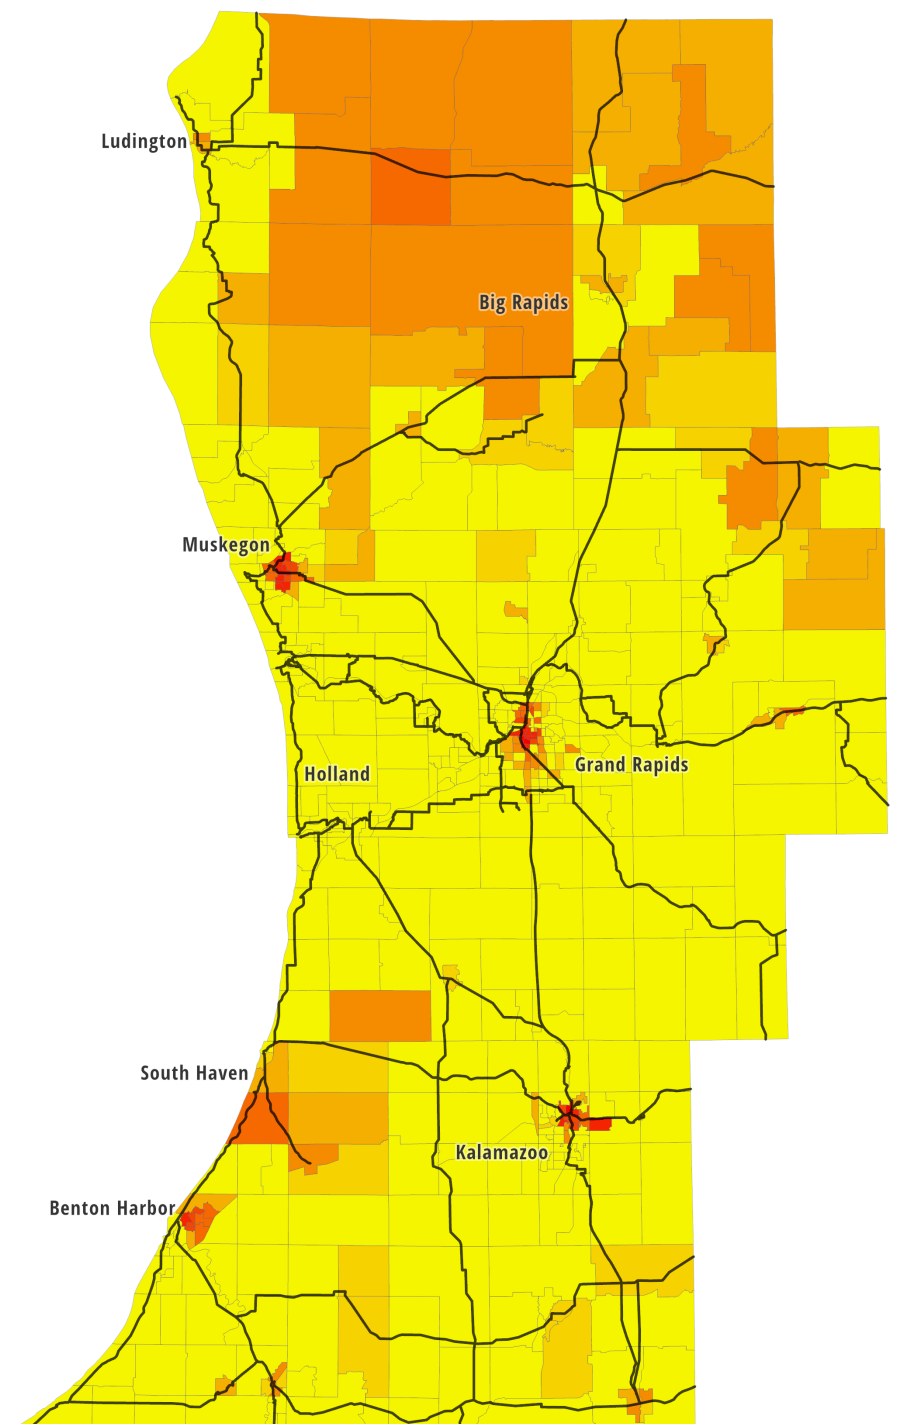 Ludington
Big Rapids
Muskegon
Grand Rapids
Holland
South Haven
Kalamazoo
Benton Harbor